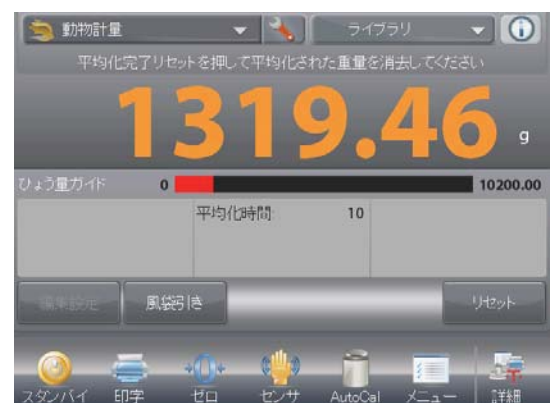 動物計量
ライブラリ
平均化完了リセットを押して平均化された重量を消去してください
1319.46 g
ひょう量ガイド 0 10200.00
平均化時間: 10
編集設定 風袋引き リセット
スタンバイ 印字 ゼロ センサ AutoCal メニュー 詳細